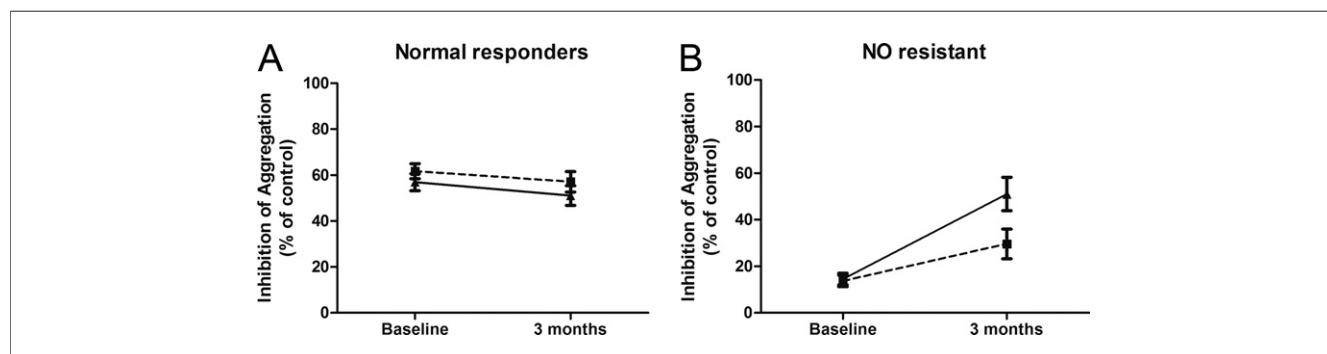 A
Normal responders
Inhibition of Aggregation
(% of control)
100
80
60
40
20
0
Baseline
3 months
B
NO resistant
Inhibition of Aggregation
(% of control)
100
80
60
40
20
0
Baseline
3 months